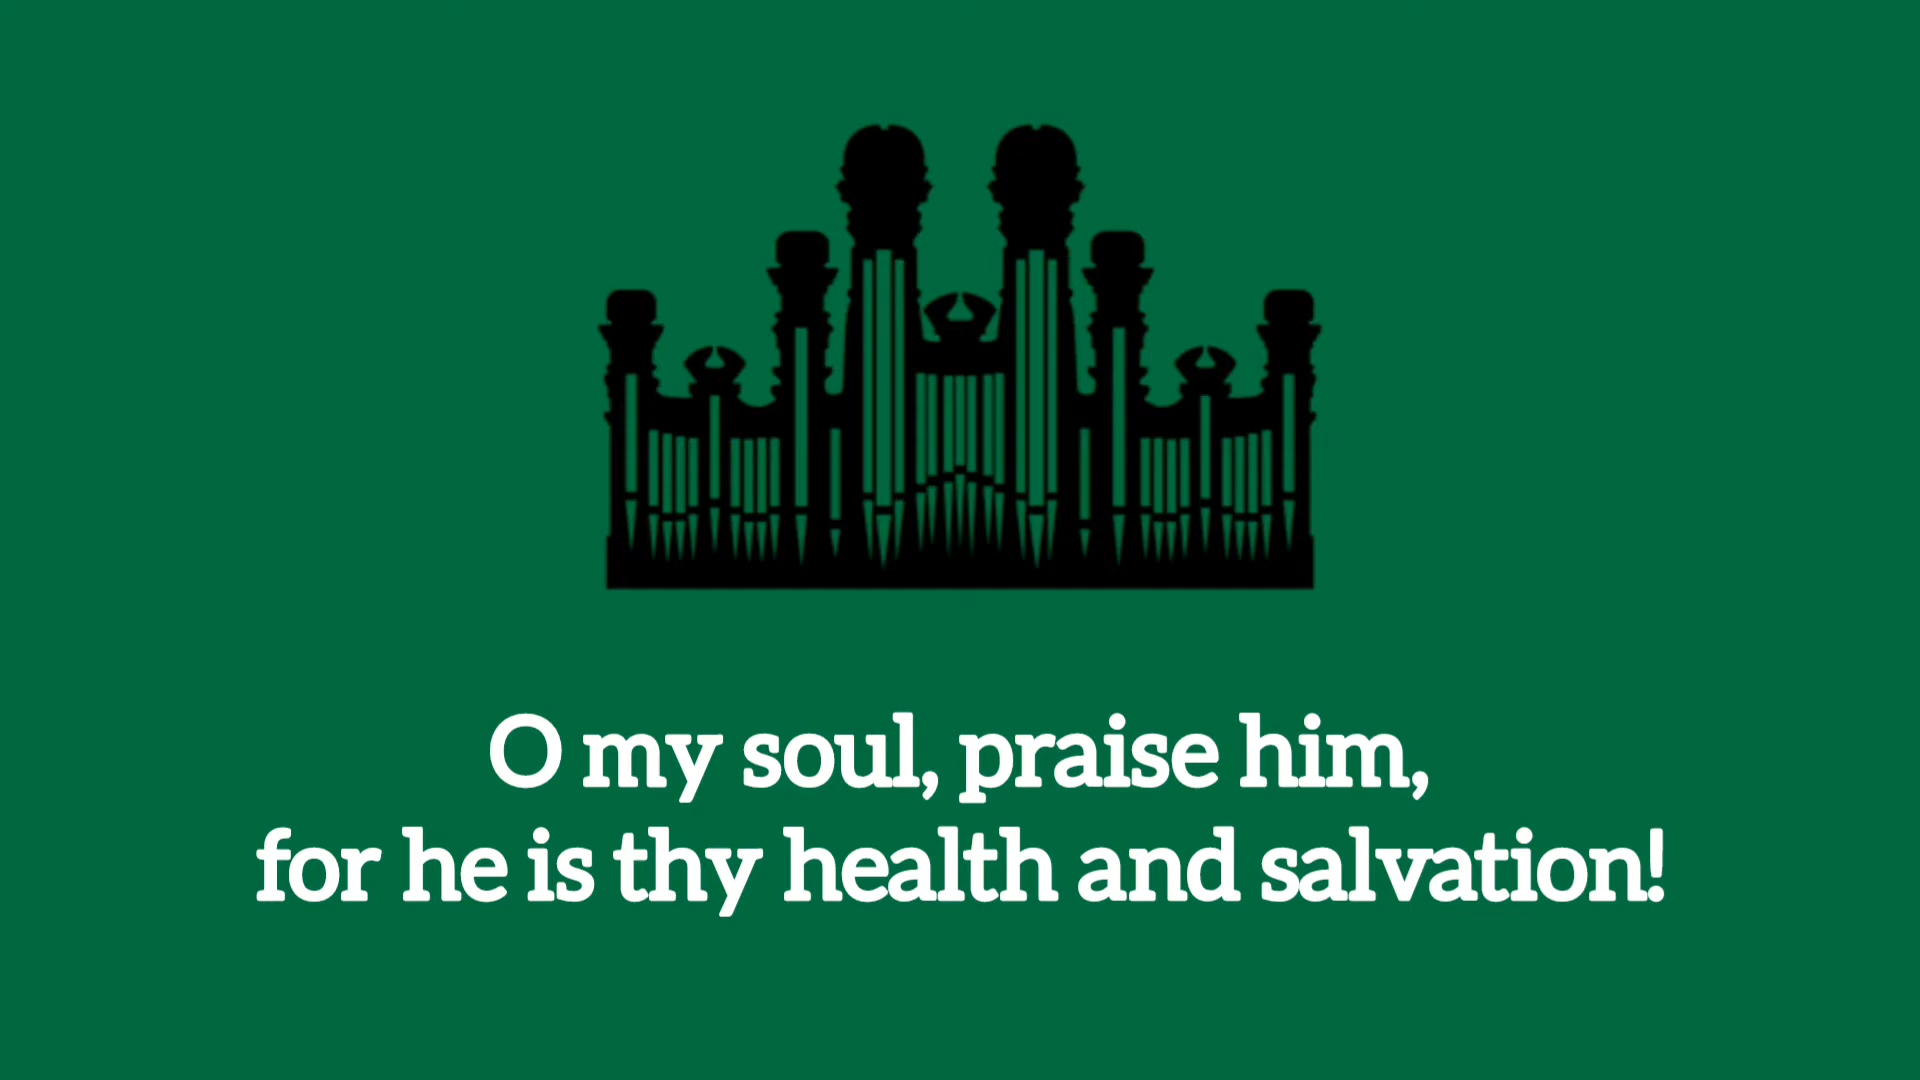 O my soul, praise him,
for he is thy health and salvation!